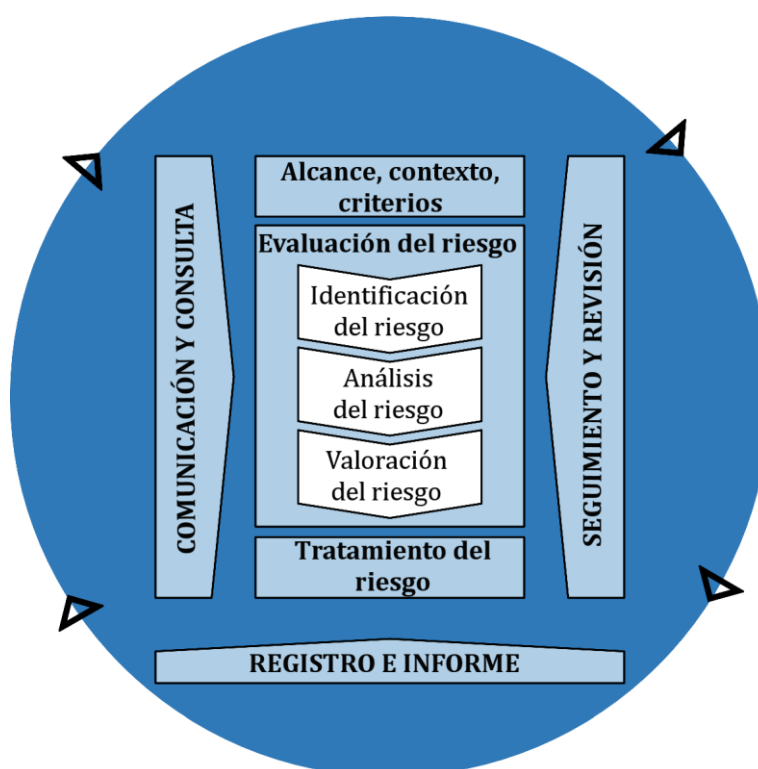 Alcance, contexto,
criterios
COMUNICACIÓN Y CONSULTA
Evaluación del riesgo
Identificación
del riesgo
Análisis
del riesgo
Valoración
del riesgo
SEGUIMIENTO Y REVISIÓN
Tratamiento del
riesgo
REGISTRO E INFORME